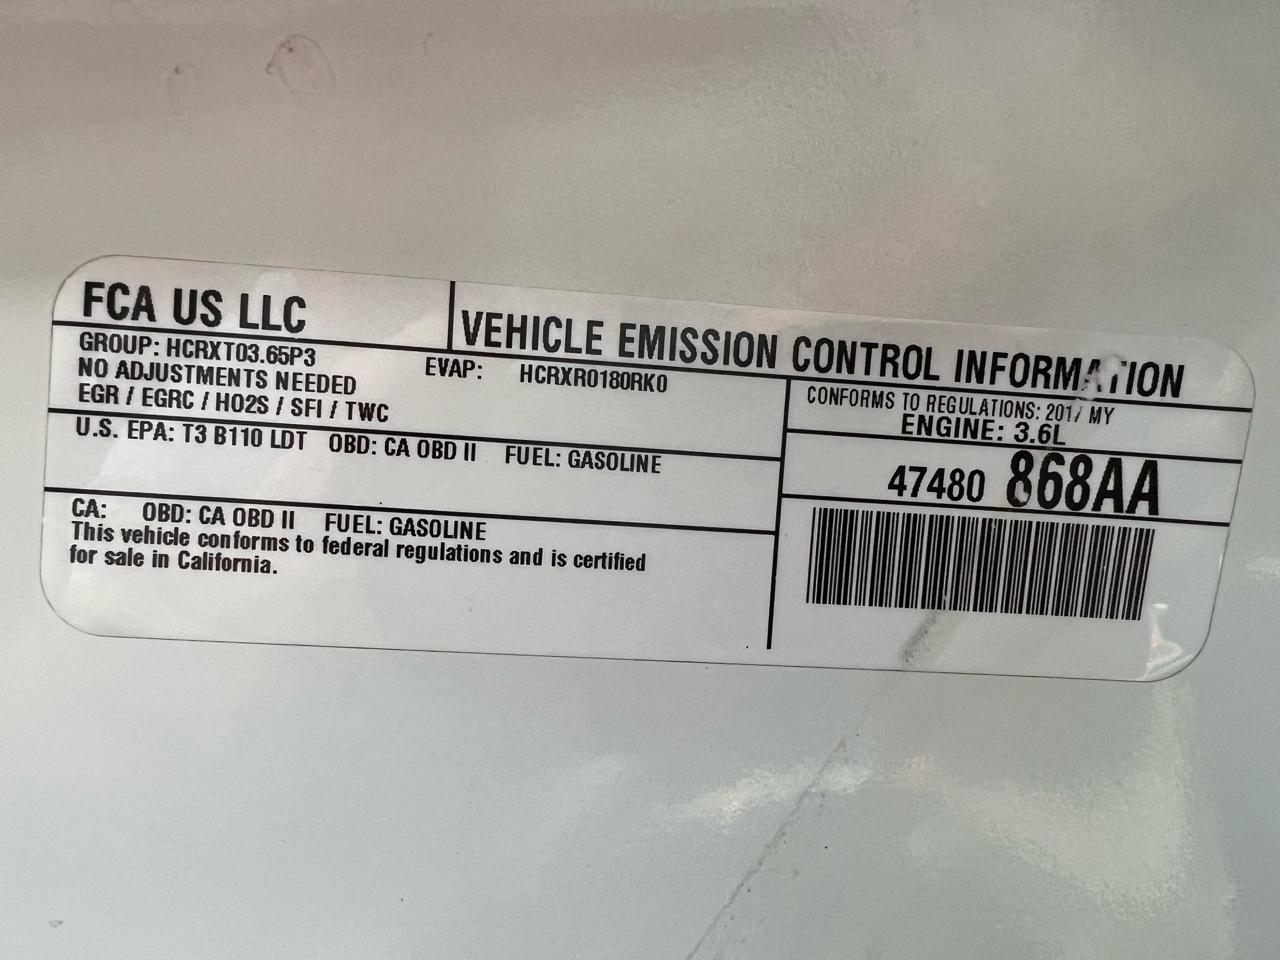 FCA US LLC
VEHICLE EMISSION CONTROL INFORMATION
GROUP: HCRXT03.65P3
EVAP: HCRXR0180RK0
NO ADJUSTMENTS NEEDED
EGR / EGRC / HO2S / SFI / TWC
CONFORMS TO REGULATIONS: 2017 MY
ENGINE: 3.6L
U.S. EPA: T3 B110 LDT OBD: CA OBD II FUEL: GASOLINE
47480 868AA
CA: OBD: CA OBD II FUEL: GASOLINE
This vehicle conforms to federal regulations and is certified
for sale in California.